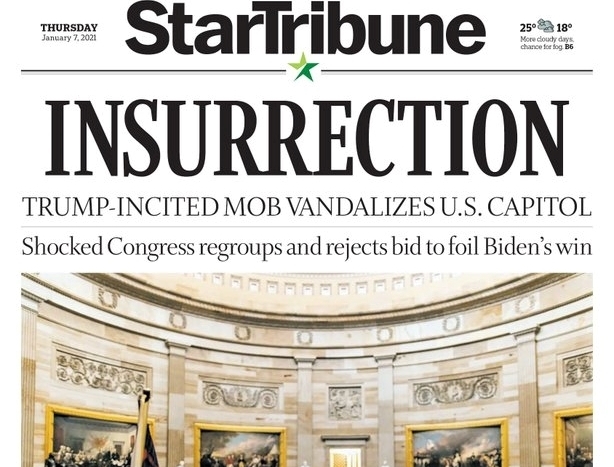 THURSDAY
January 7, 2021
StarTribune
25° 18°
More cloudy days,
chance for fog. B6
INSURRECTION
TRUMP-INCITED MOB VANDALIZES U.S. CAPITOL
Shocked Congress regroups and rejects bid to foil Biden's win